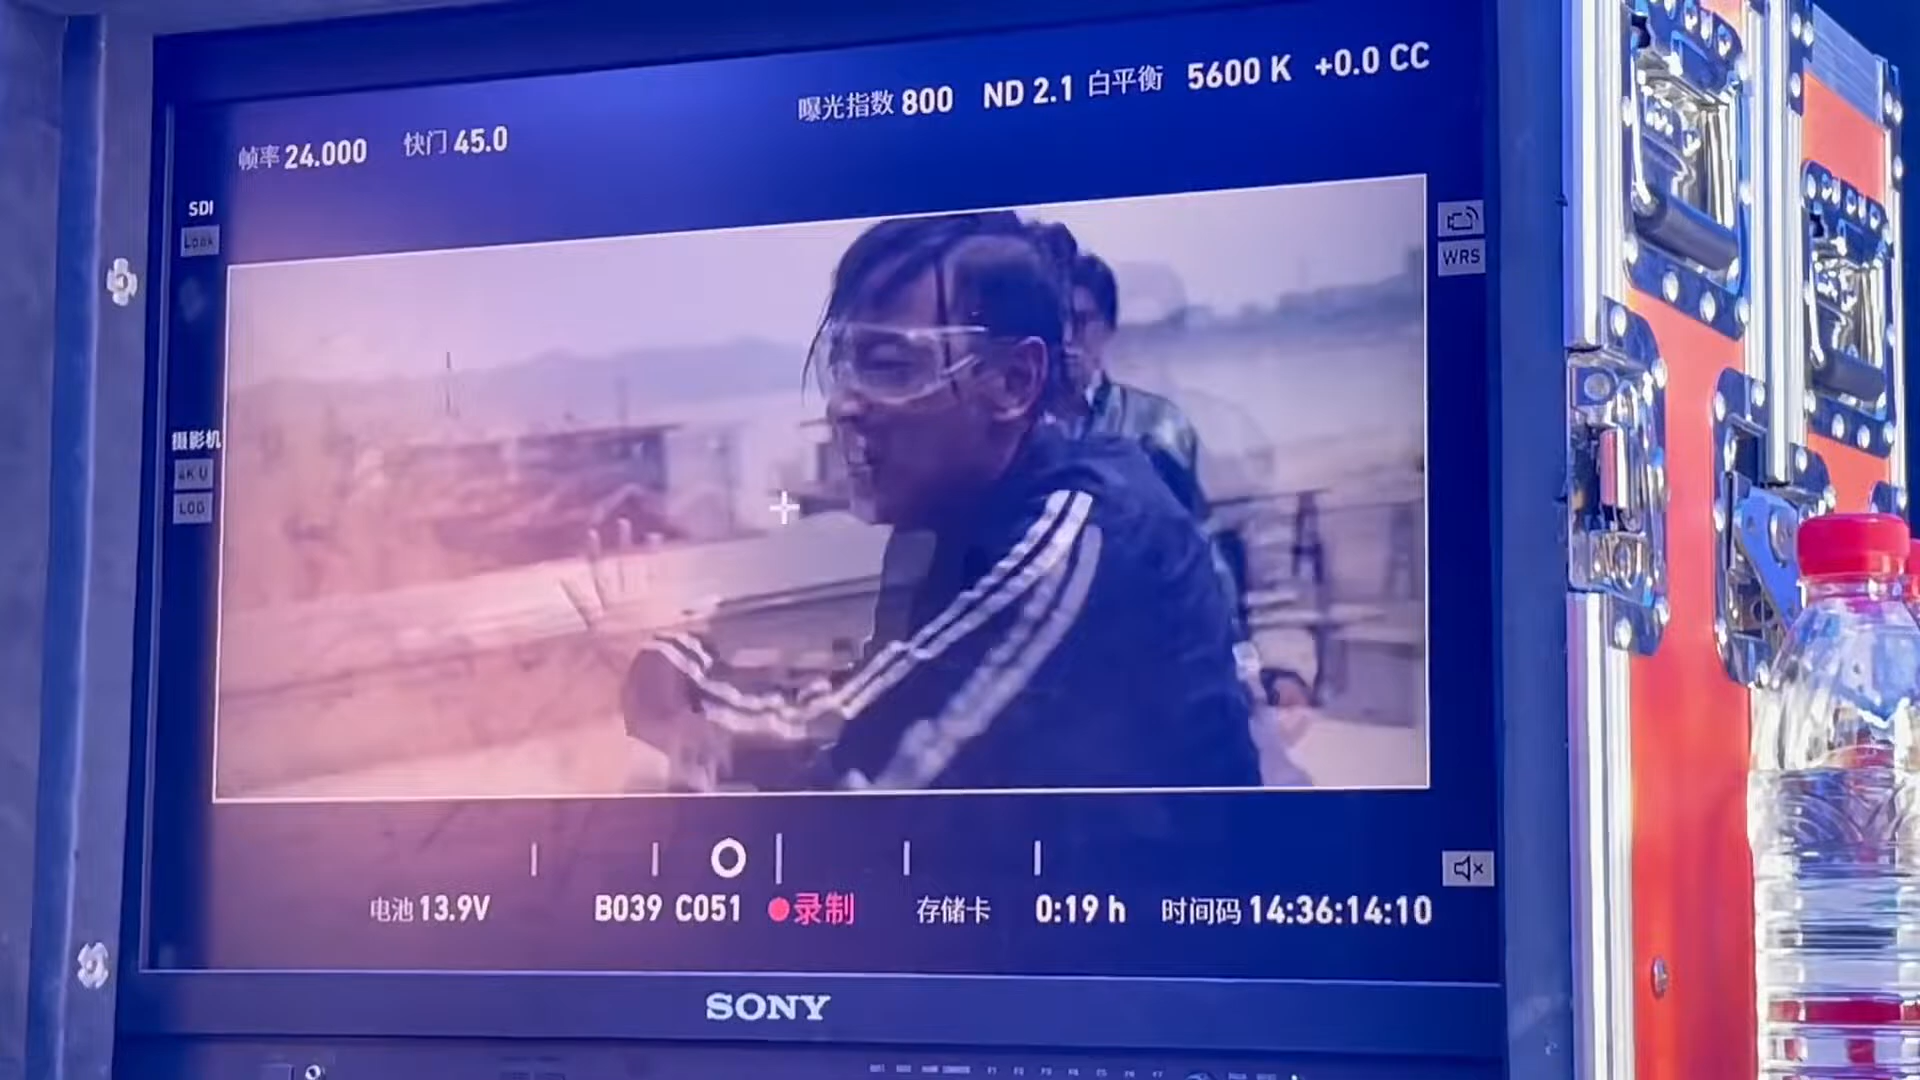 曝光指数 800 ND 2.1 白平衡 5600 K +0.0 CC
帧率 24.000 快门 45.0
SDI
Look
WRS
摄影机
4K U
LOG
电池 13.9V B039 C051 ●录制 存储卡 0:19 h 时间码 14:36:14:10
SONY